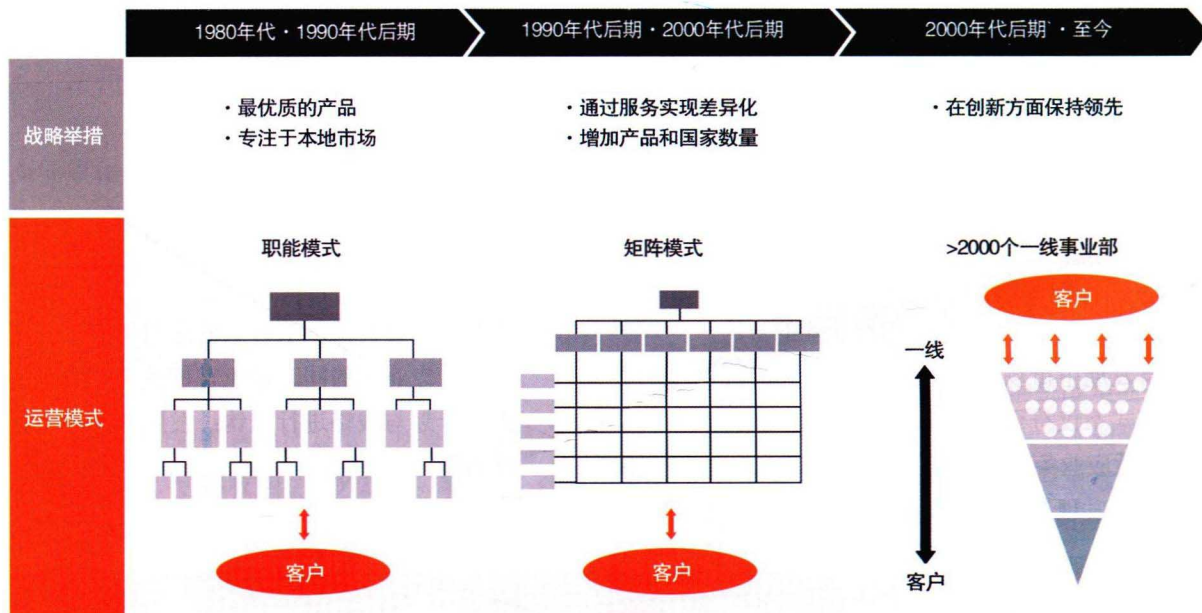 1980年代·1990年代后期
1990年代后期·2000年代后期
2000年代后期·至今
战略举措
·最优质的产品
·专注于本地市场
·通过服务实现差异化
·增加产品和国家数量
·在创新方面保持领先
运营模式
职能模式
客户
矩阵模式
客户
>2000个一线事业部
客户
一线
客户